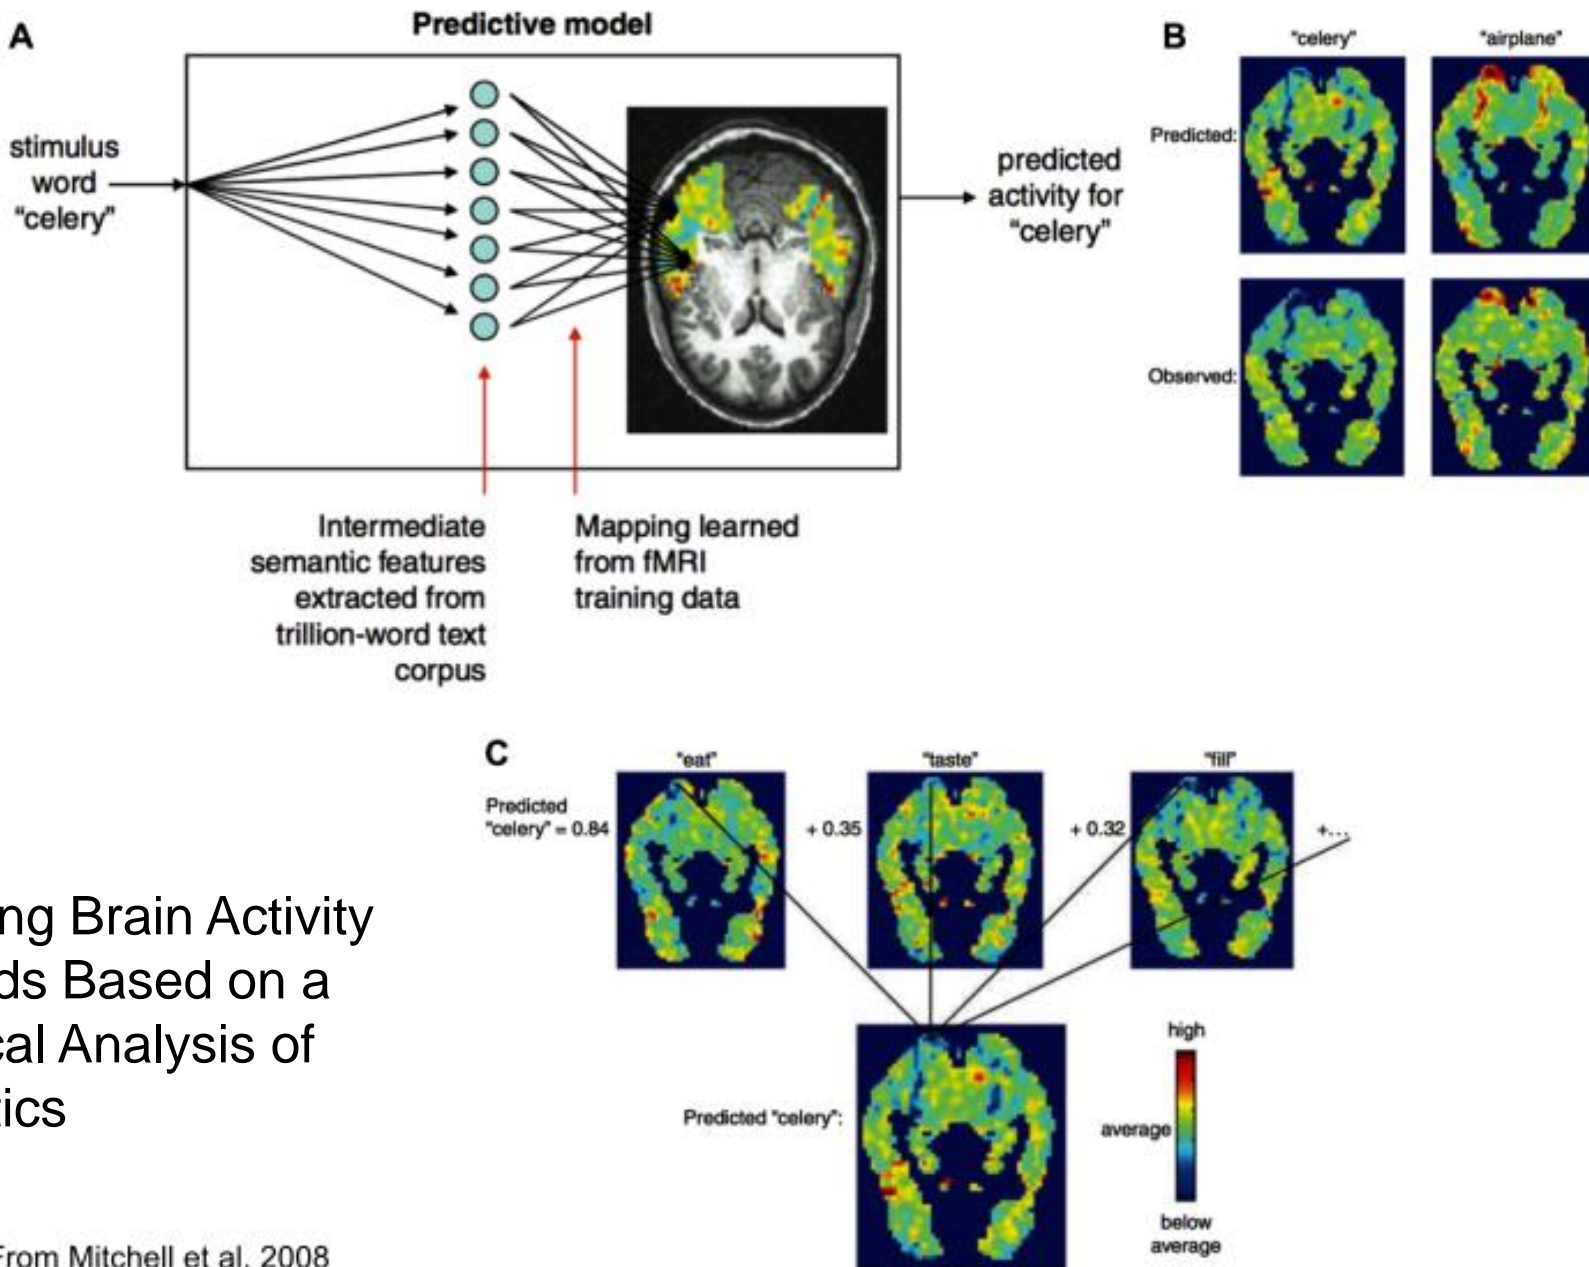 A
Predictive model
stimulus
word
“celery”
predicted
activity for
“celery”
Intermediate
semantic features
extracted from
trillion-word text
corpus
Mapping learned
from fMRI
training data
B
“celery”
“airplane”
Predicted:
Observed:
C
“eat”
“taste”
“fill”
Predicted
“celery” = 0.84
+ 0.35
+ 0.32
+...
Predicted “celery”:
high
average
below
average
ng Brain Activity
ds Based on a
cal Analysis of
tics
From Mitchell et al. 2008